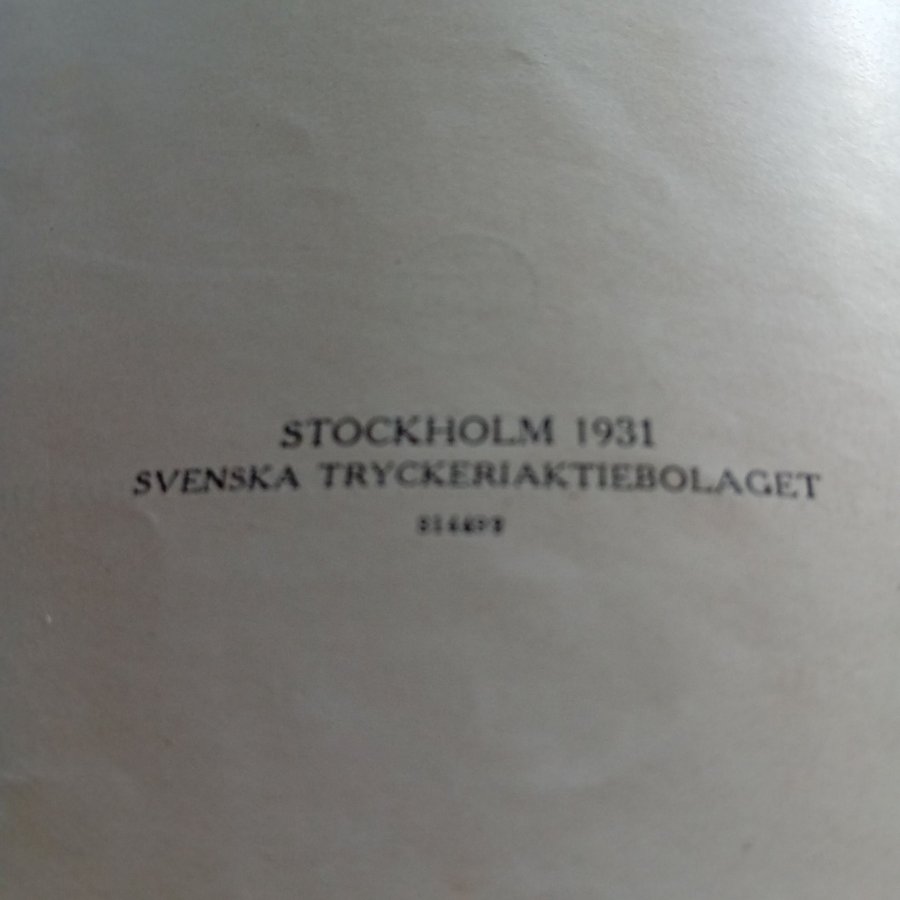 STOCKHOLM 1931
SVENSKA TRYCKERIAKTIEBOLAGET